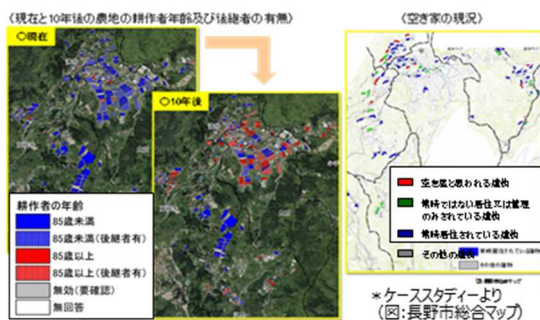 〈現在と10年後の農地の耕作者年齢及び後継者の有無〉
〈空き家の現況〉
○現在
○10年後
耕作者の年齢
85歳未満
85歳未満(後継者有)
85歳以上
85歳以上(後継者有)
無効(要確認)
無回答
空き家と思われる建物
常時ではない居住又は管理
のみされている建物
常時居住されている建物
その他の建物
*ケーススタディーより
(図:長野市総合マップ)